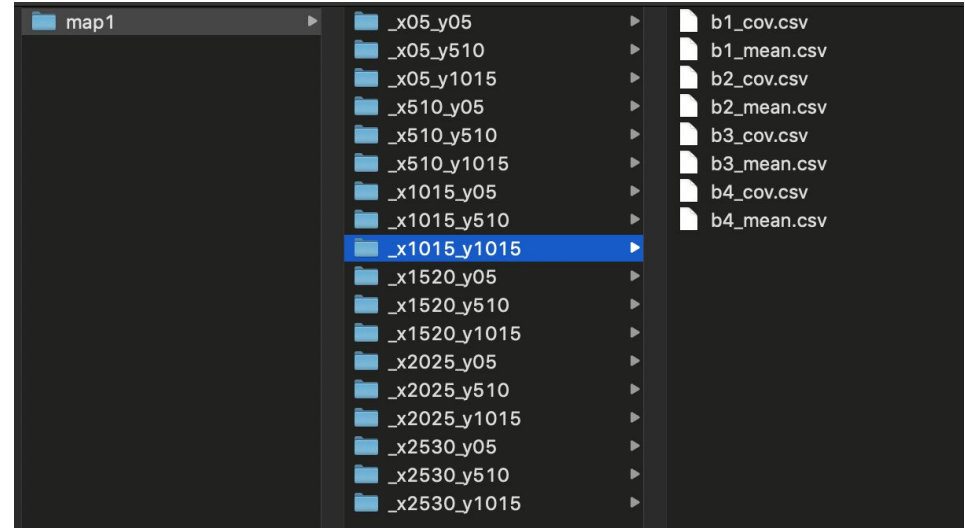 map1
_x05_y05
_x05_y510
_x05_y1015
_x510_y05
_x510_y510
_x510_y1015
_x1015_y05
_x1015_y510
_x1015_y1015
_x1520_y05
_x1520_y510
_x1520_y1015
_x2025_y05
_x2025_y510
_x2025_y1015
_x2530_y05
_x2530_y510
_x2530_y1015
b1_cov.csv
b1_mean.csv
b2_cov.csv
b2_mean.csv
b3_cov.csv
b3_mean.csv
b4_cov.csv
b4_mean.csv